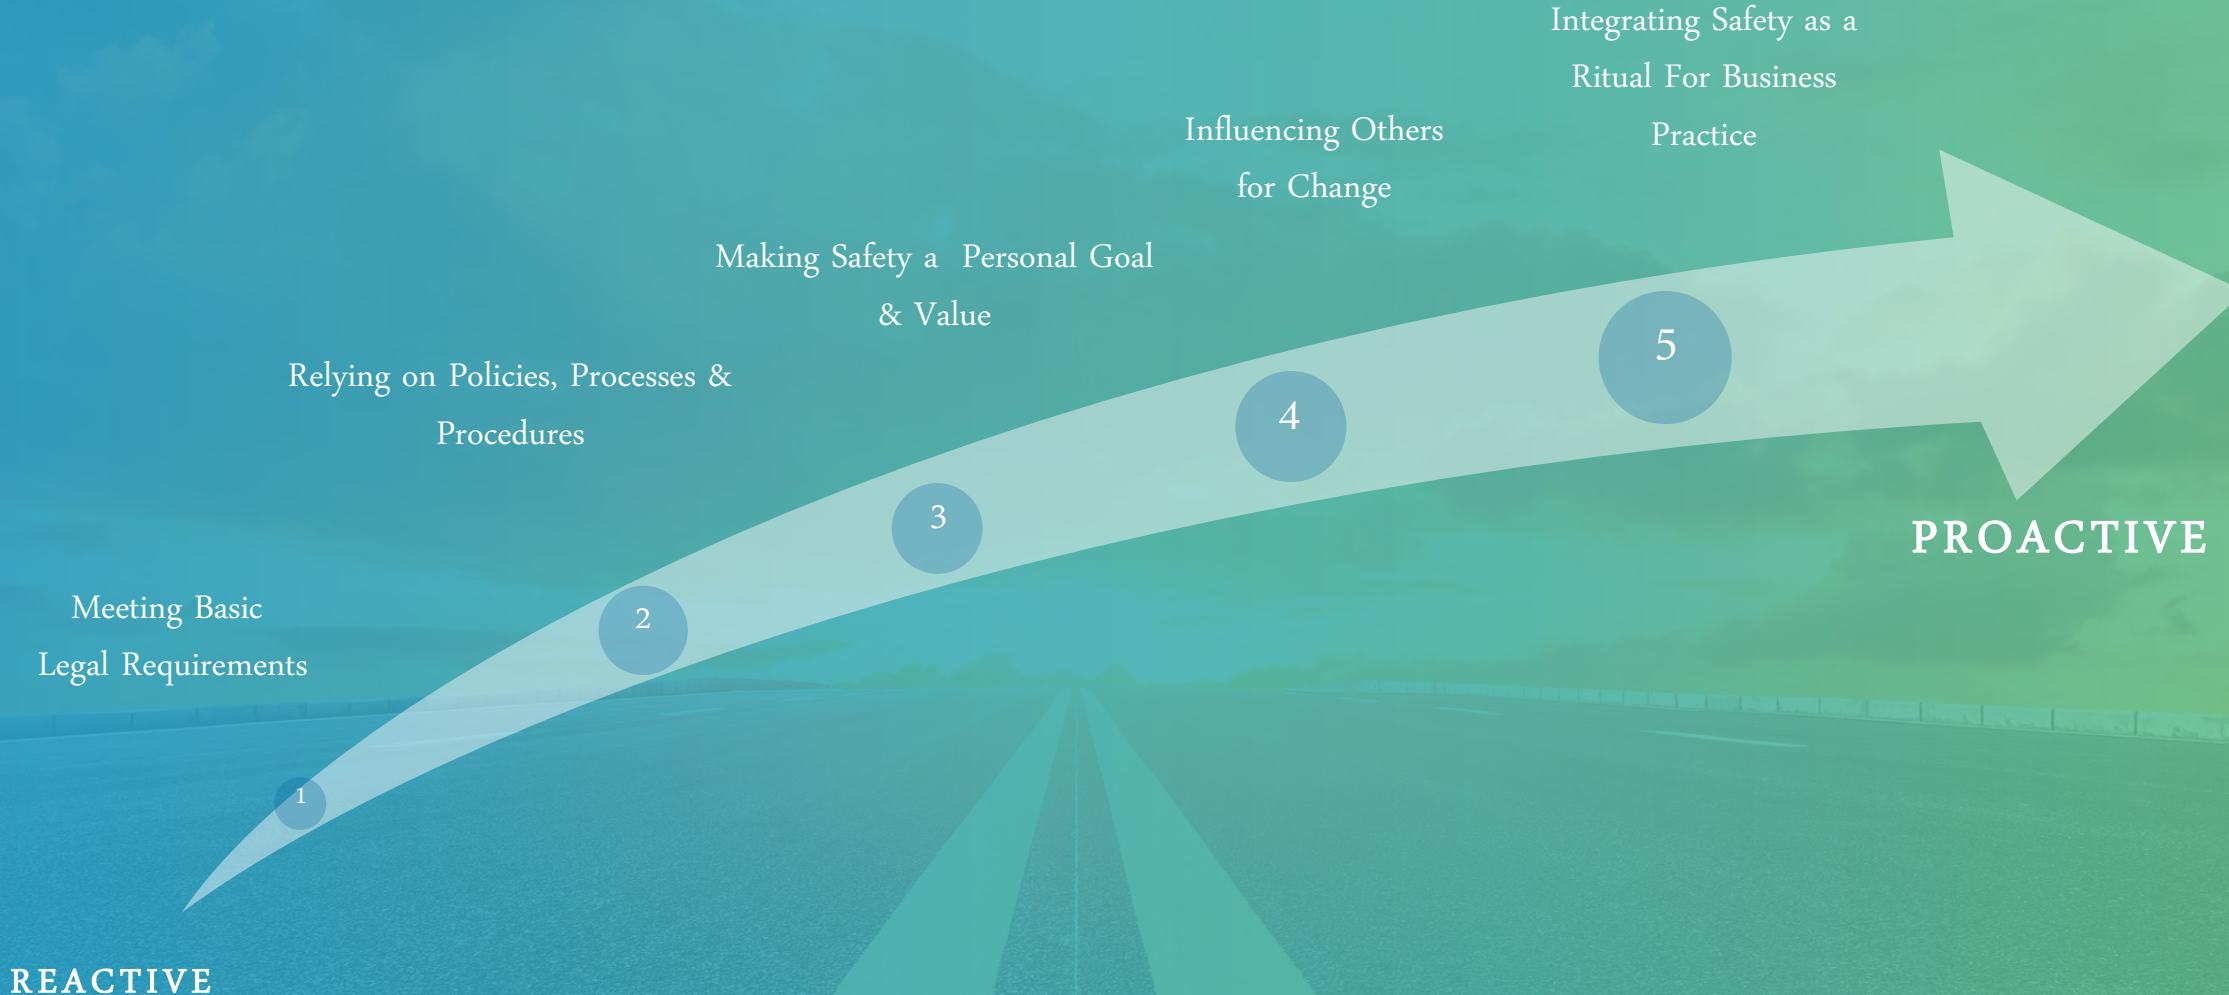 Integrating Safety as a
Ritual For Business
Practice
Influencing Others
for Change
Making Safety a  Personal Goal
& Value
Relying on Policies, Processes &
Procedures
Meeting Basic
Legal Requirements
1
2
3
4
5
PROACTIVE
REACTIVE